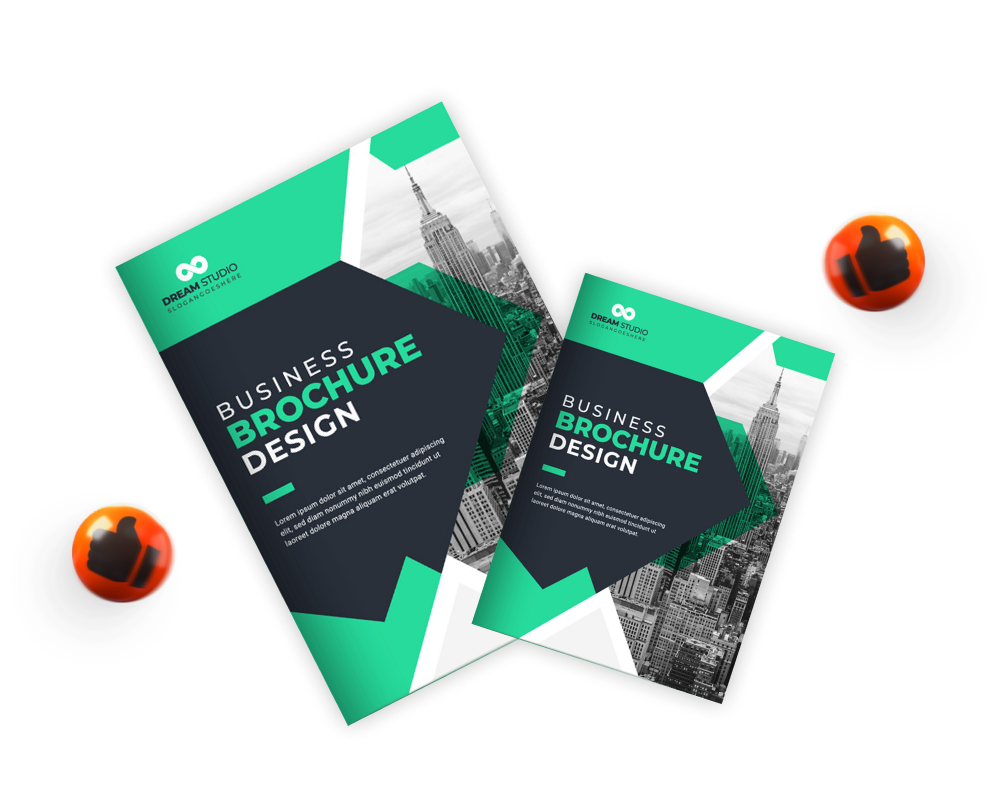 DREAM STUDIO
SLOGANGOESHERE
BUSINESS
BROCHURE
DESIGN
Lorem ipsum dolor sit amet, consectetuer adipiscing
elit, sed diam nonummy nibh euismod tincidunt ut
laoreet dolore magna aliquam erat volutpat.
DREAM STUDIO
SLOGANGOESHERE
BUSINESS
BROCHURE
DESIGN
Lorem ipsum dolor sit amet, consectetuer adipiscing
elit, sed diam nonummy nibh euismod tincidunt ut
laoreet dolore magna aliquam erat volutpat.